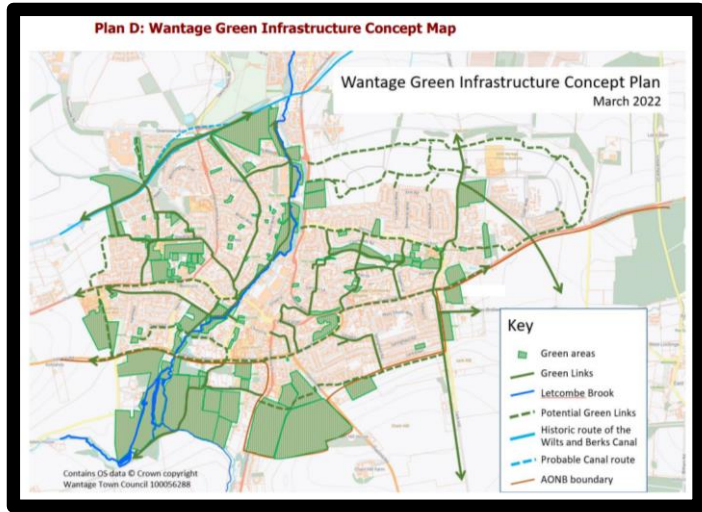 Plan D: Wantage Green Infrastructure Concept Map
Wantage Green Infrastructure Concept Plan
March 2022
Key
Green areas
Green Links
Letcombe Brook
Potential Green Links
Historic route of the
Wilts and Berks Canal
Probable Canal route
AONB boundary
Contains OS data © Crown copyright
Wantage Town Council 100056288